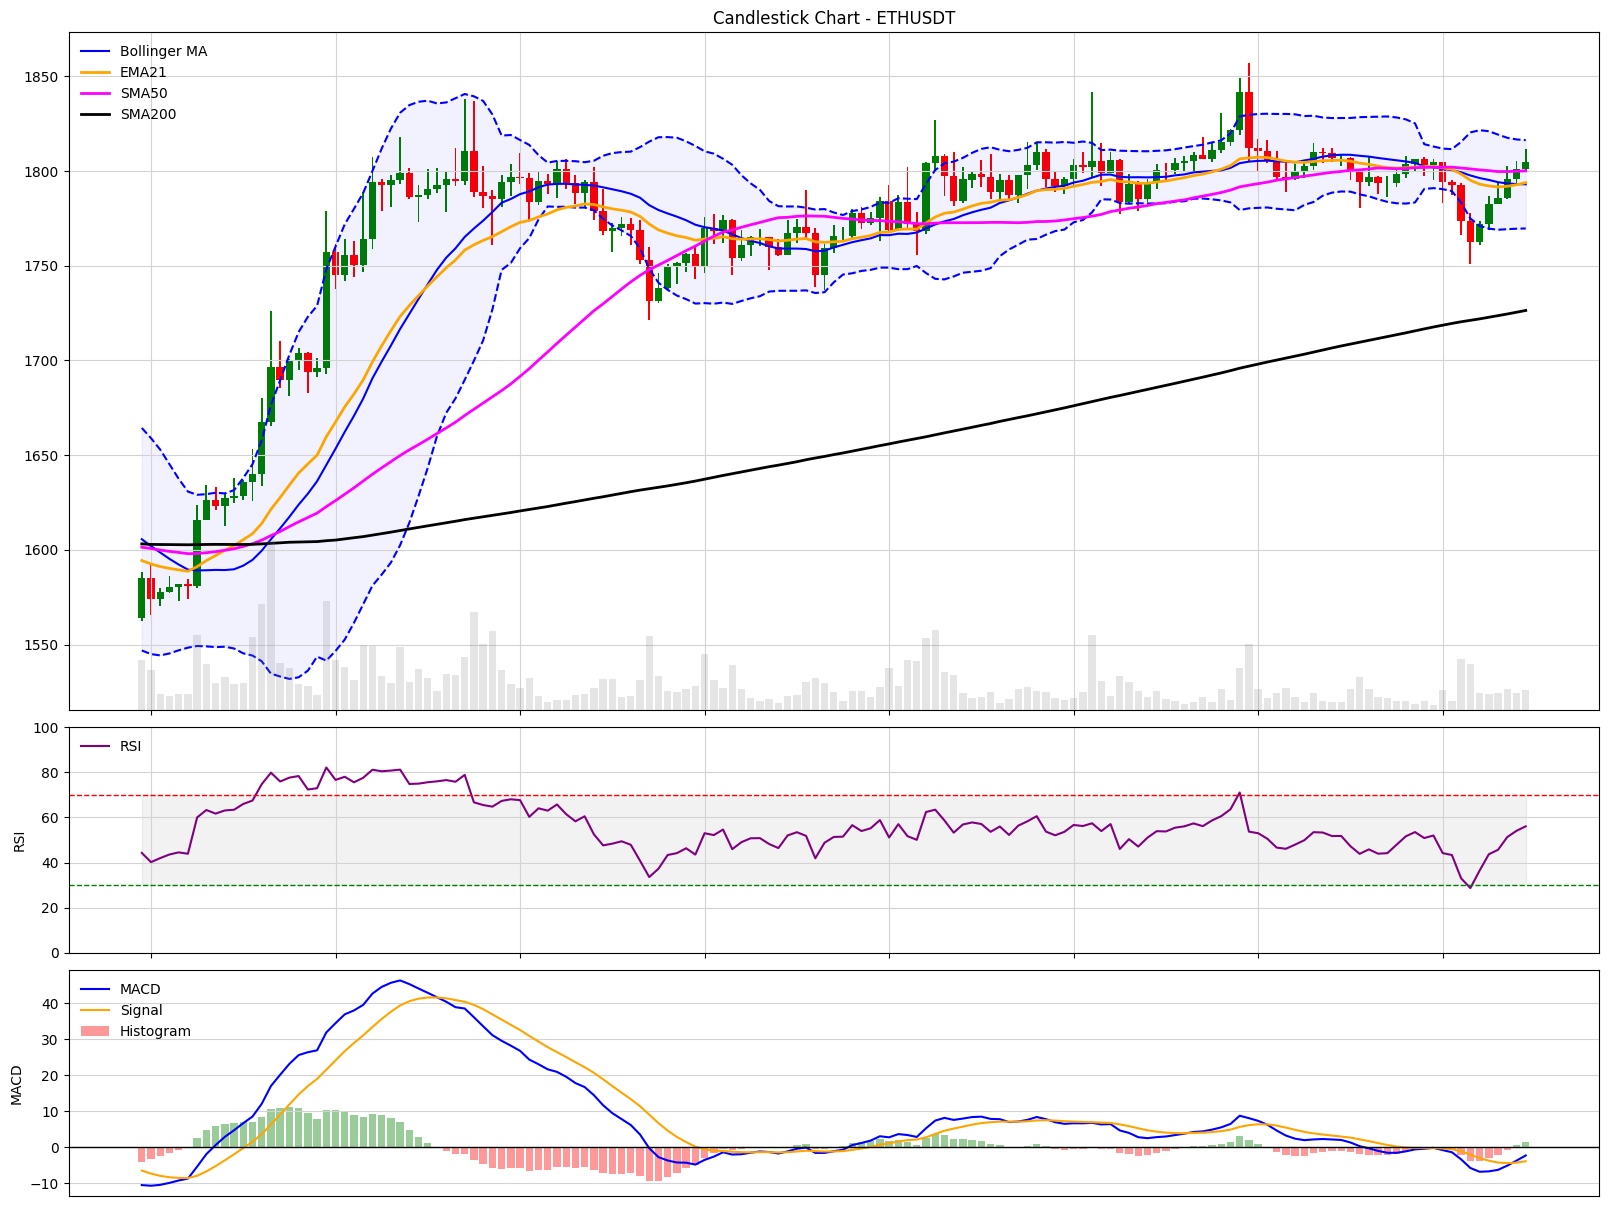 Candlestick Chart - ETHUSDT
Bollinger MA
EMA21
SMA50
SMA200
1850
1800
1750
1700
1650
1600
1550
RSI
100
80
60
40
20
0
RSI
MACD
Signal
Histogram
40
30
20
10
0
−10
MACD